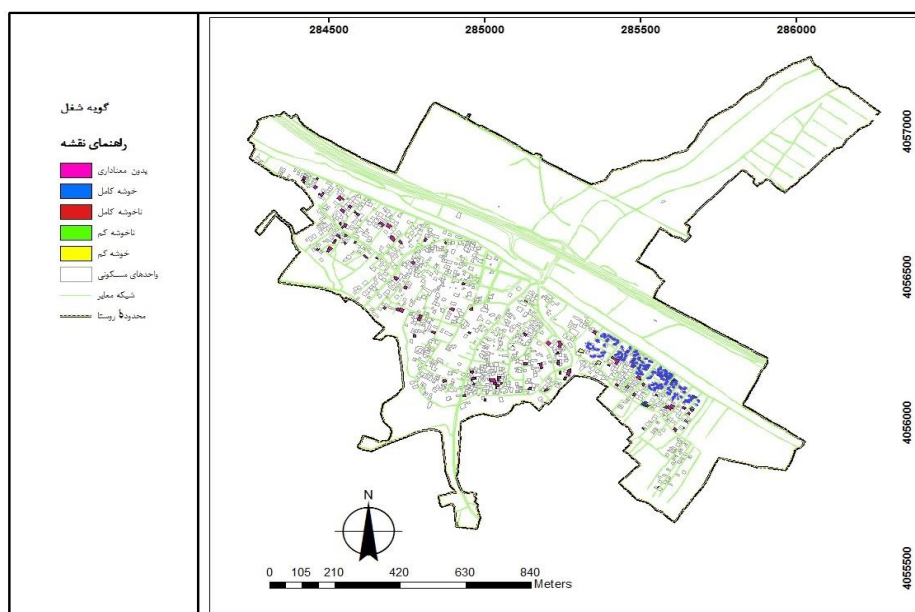 گویه شغل
راهنمای نقشه
بدون معناداری
خوشه کامل
ناخوشه کامل
ناخوشه کم
خوشه کم
واحدهای مسکونی
شبکه معابر
محدودهٔ روستا
284500 285000 285500 286000
4057000
4056500
4056000
4055500
N
0 105 210 420 630 840
Meters